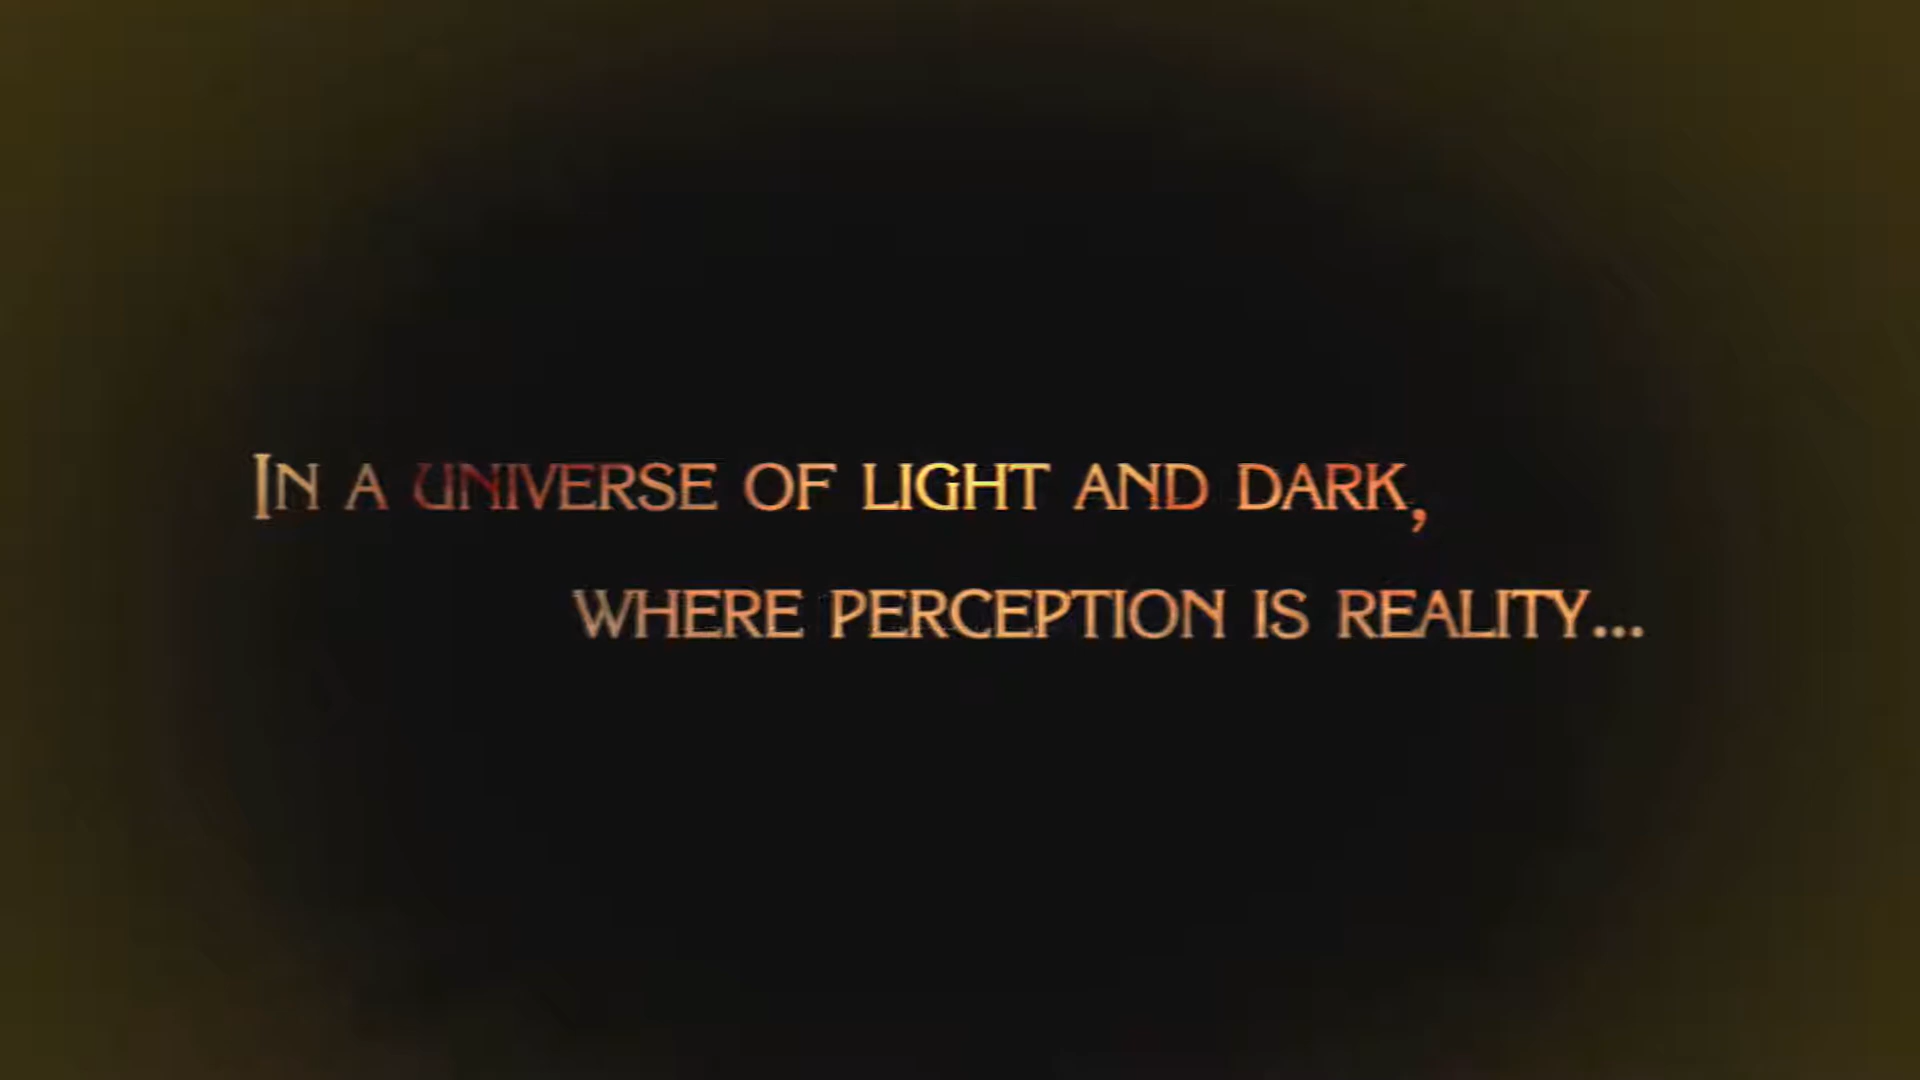 In a universe of light and dark,
where perception is reality...